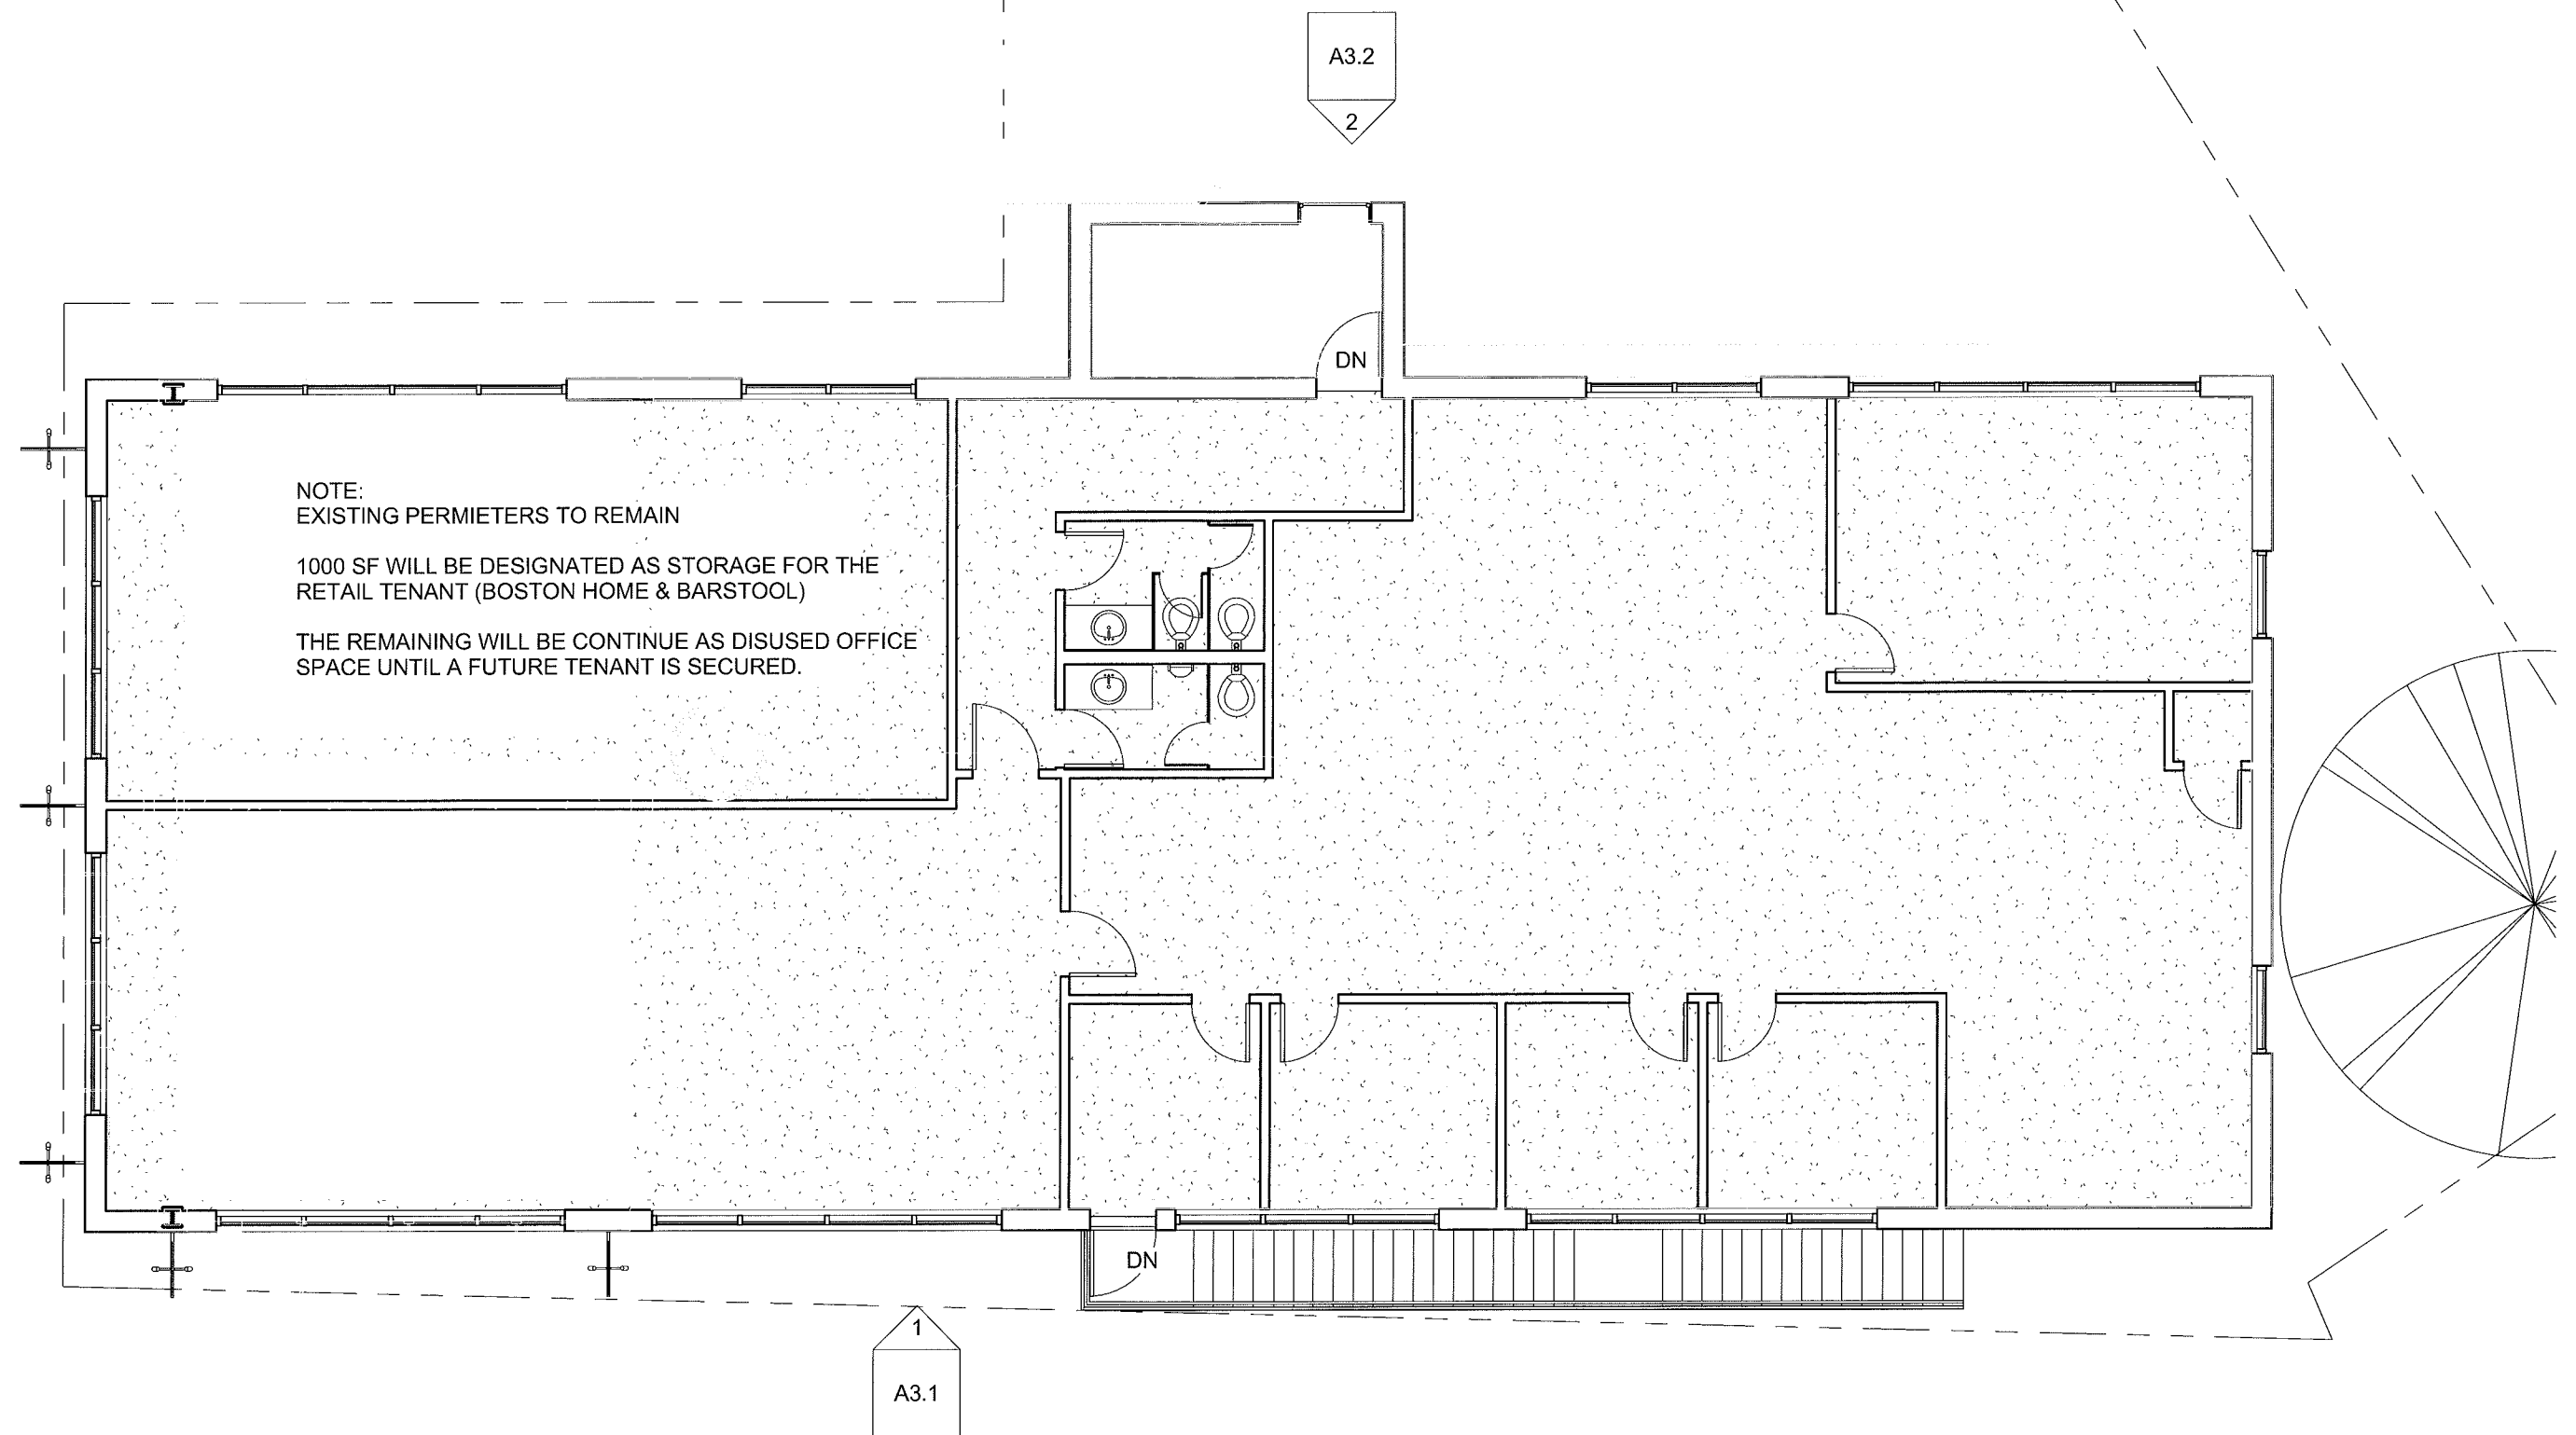 A3.2
2
DN
NOTE:
EXISTING PERMIETERS TO REMAIN
1000 SF WILL BE DESIGNATED AS STORAGE FOR THE
RETAIL TENANT (BOSTON HOME & BARSTOOL)
THE REMAINING WILL BE CONTINUE AS DISUSED OFFICE
SPACE UNTIL A FUTURE TENANT IS SECURED.
DN
1
A3.1